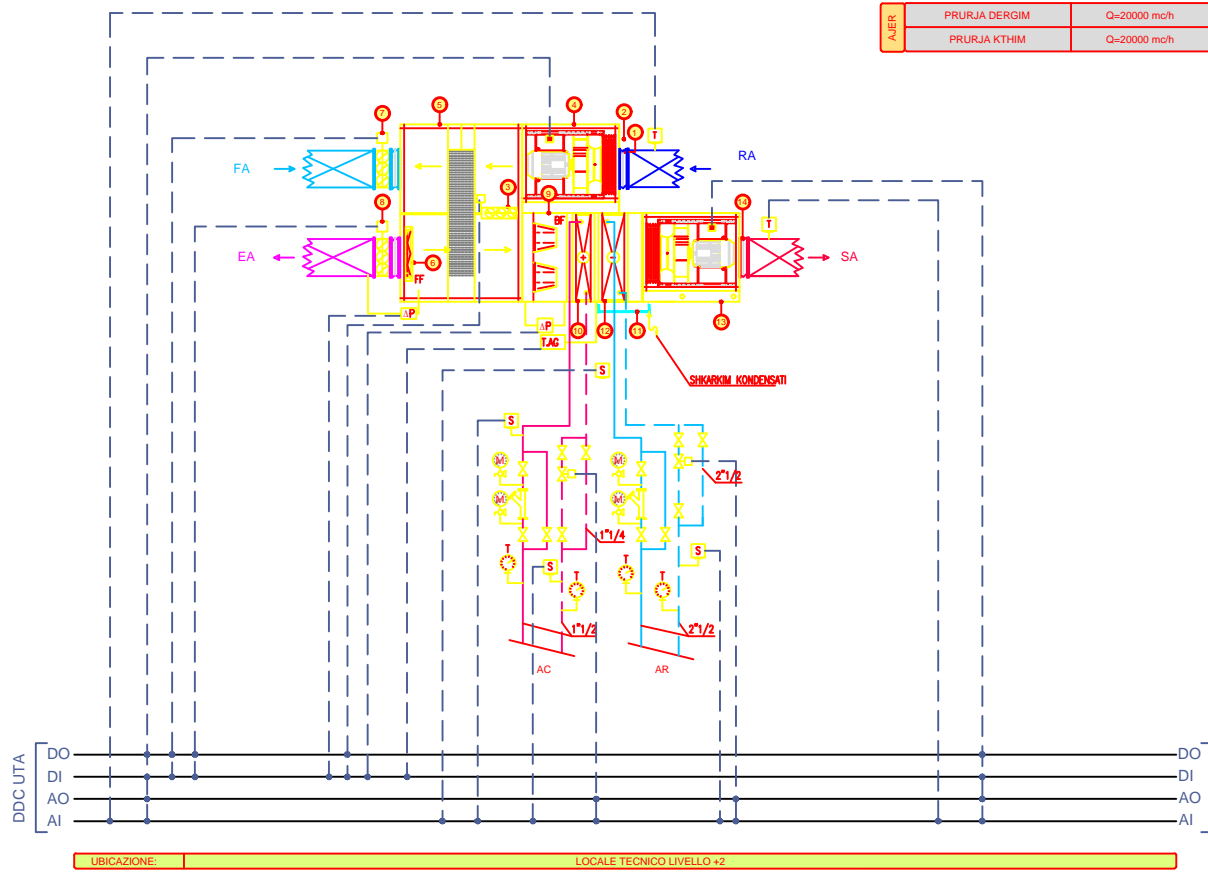 AJER
PRURJA DERGIM Q=20000 mc/h
PRURJA KTHIM Q=20000 mc/h
5
4
7
2
1
T
FA
RA
3
9
8
14
T
BF
EA
SA
6
FF
ΔP
ΔP
10
12
11
13
T.AG
S
SHKARKIM KONDENSATI
S
M
M
2"1/2
M
M
1"1/4
T
S
T
T
S
T
1"1/2
2"1/2
AC
AR
DDC UTA
DO DO
DI DI
AO AO
AI AI
UBICAZIONE: LOCALE TECNICO LIVELLO +2